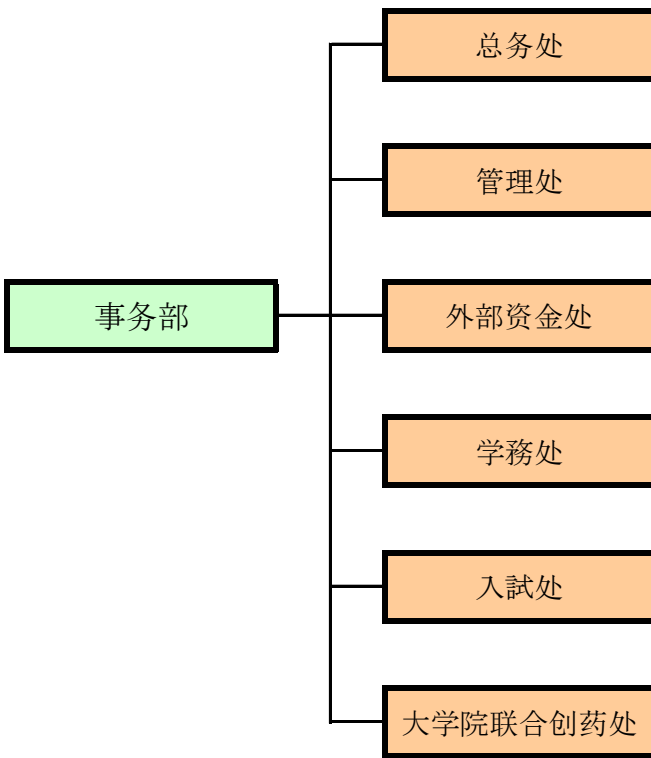 总务处
管理处
事务部
外部资金处
学務处
入試处
大学院联合创药处